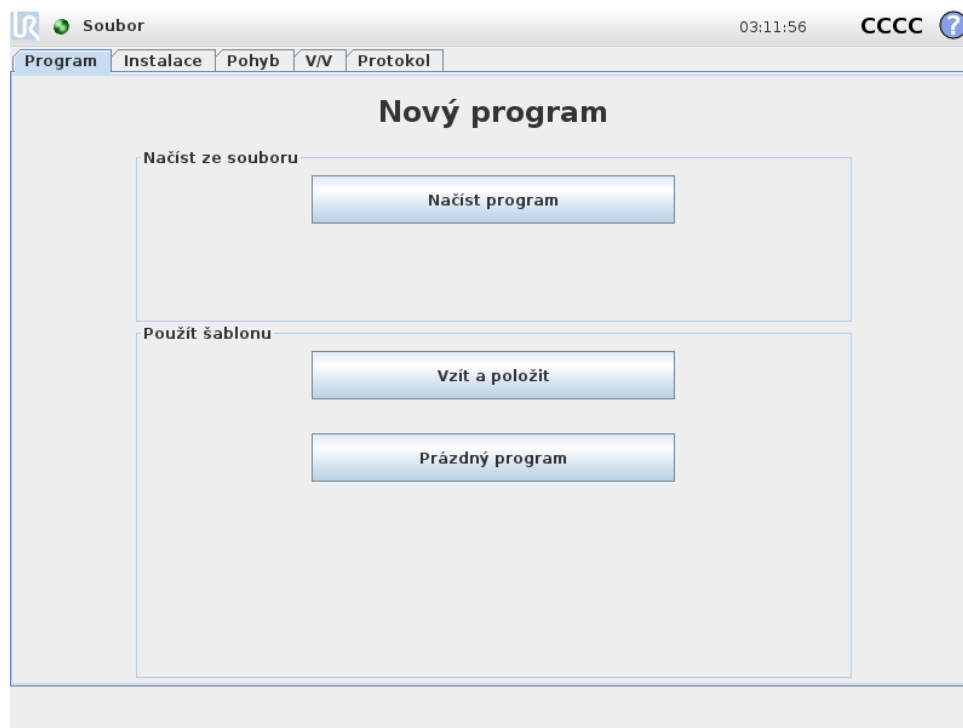 UR Soubor 03:11:56 CCCC ?
Program Instalace Pohyb V/V Protokol
Nový program
Načíst ze souboru
Načíst program
Použít šablonu
Vzít a položit
Prázdný program